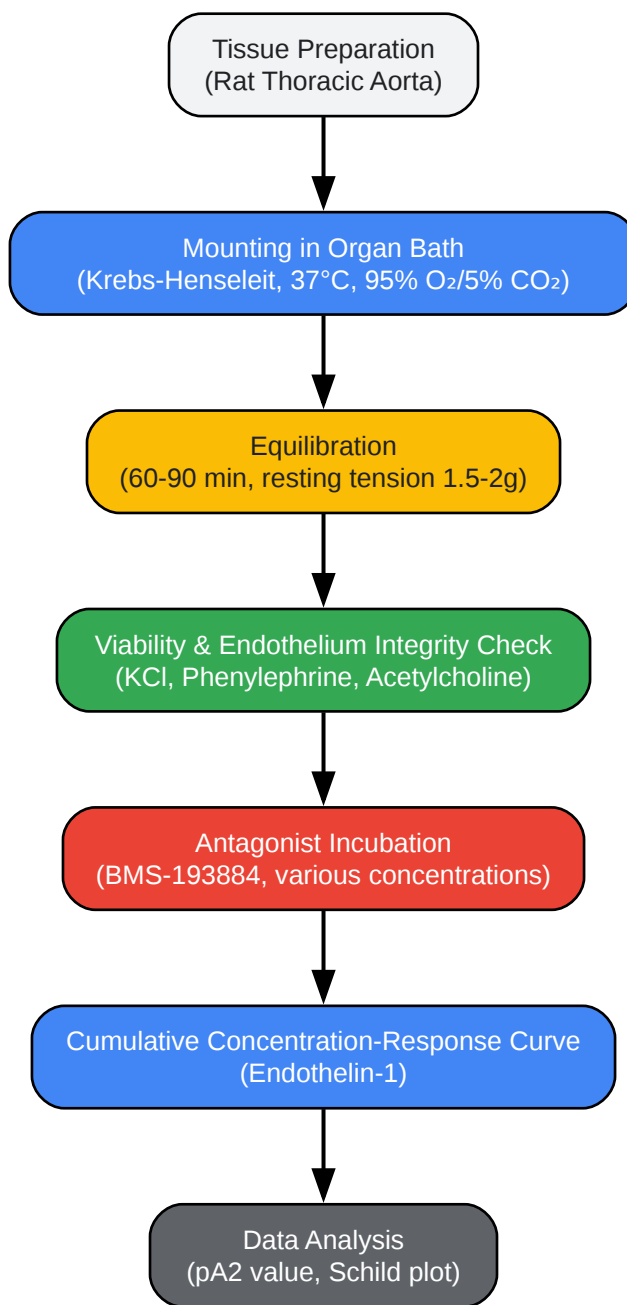 Tissue Preparation
(Rat Thoracic Aorta)
Mounting in Organ Bath
(Krebs-Henseleit, 37°C, 95% O₂/5% CO₂)
Equilibration
(60-90 min, resting tension 1.5-2g)
Viability & Endothelium Integrity Check
(KCl, Phenylephrine, Acetylcholine)
Antagonist Incubation
(BMS-193884, various concentrations)
Cumulative Concentration-Response Curve
(Endothelin-1)
Data Analysis
(pA2 value, Schild plot)